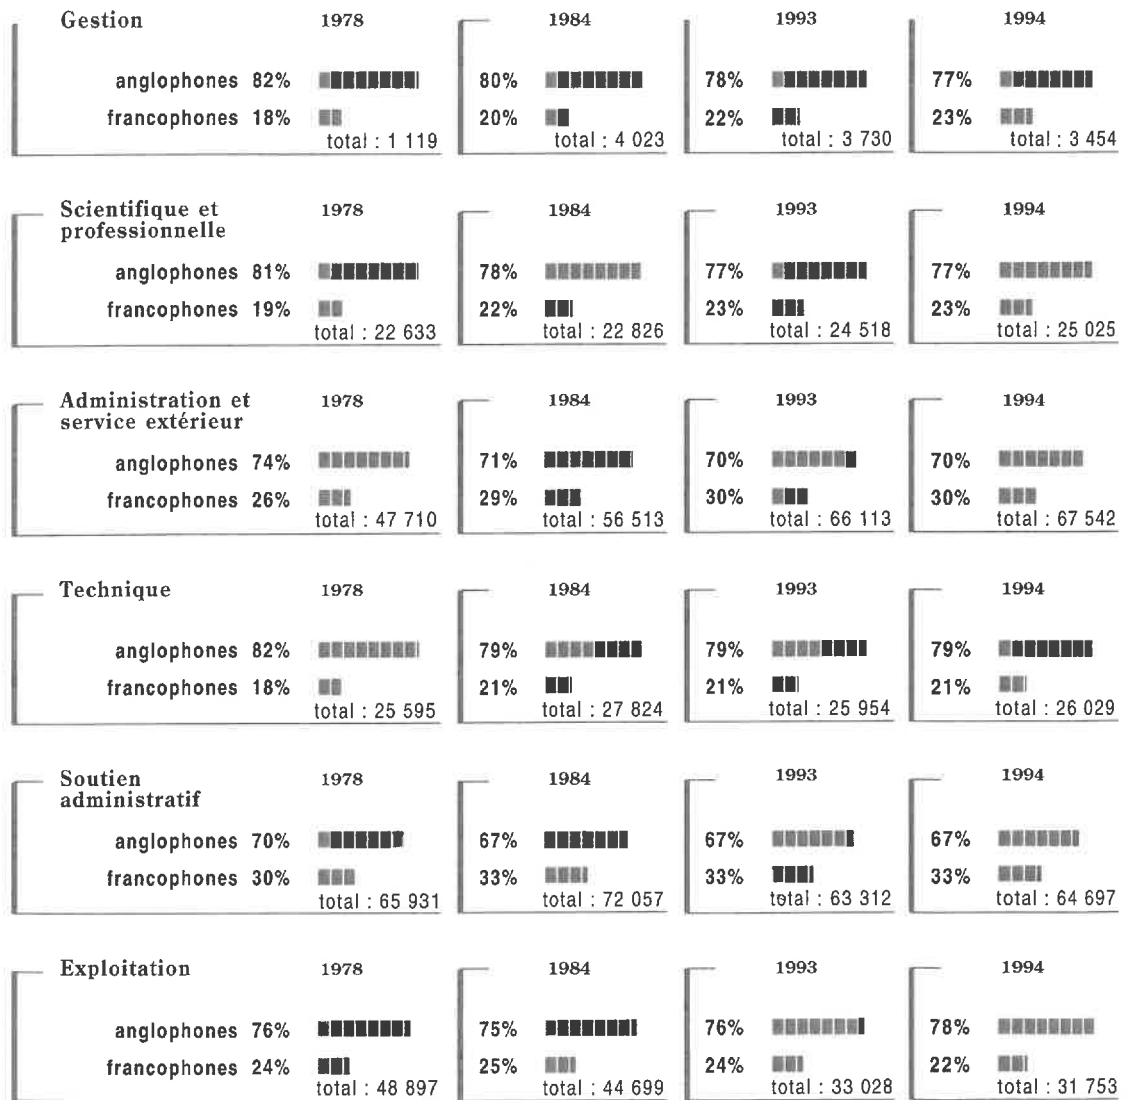 Gestion 1978 1984 1993 1994
anglophones 82% 80% 78% 77%
francophones 18% 20% 22% 23%
total : 1 119 total : 4 023 total : 3 730 total : 3 454
Scientifique et 1978 1984 1993 1994
professionnelle
anglophones 81% 78% 77% 77%
francophones 19% 22% 23% 23%
total : 22 633 total : 22 826 total : 24 518 total : 25 025
Administration et 1978 1984 1993 1994
service extérieur
anglophones 74% 71% 70% 70%
francophones 26% 29% 30% 30%
total : 47 710 total : 56 513 total : 66 113 total : 67 542
Technique 1978 1984 1993 1994
anglophones 82% 79% 79% 79%
francophones 18% 21% 21% 21%
total : 25 595 total : 27 824 total : 25 954 total : 26 029
Soutien 1978 1984 1993 1994
administratif
anglophones 70% 67% 67% 67%
francophones 30% 33% 33% 33%
total : 65 931 total : 72 057 total : 63 312 total : 64 697
Exploitation 1978 1984 1993 1994
anglophones 76% 75% 76% 78%
francophones 24% 25% 24% 22%
total : 48 897 total : 44 699 total : 33 028 total : 31 753